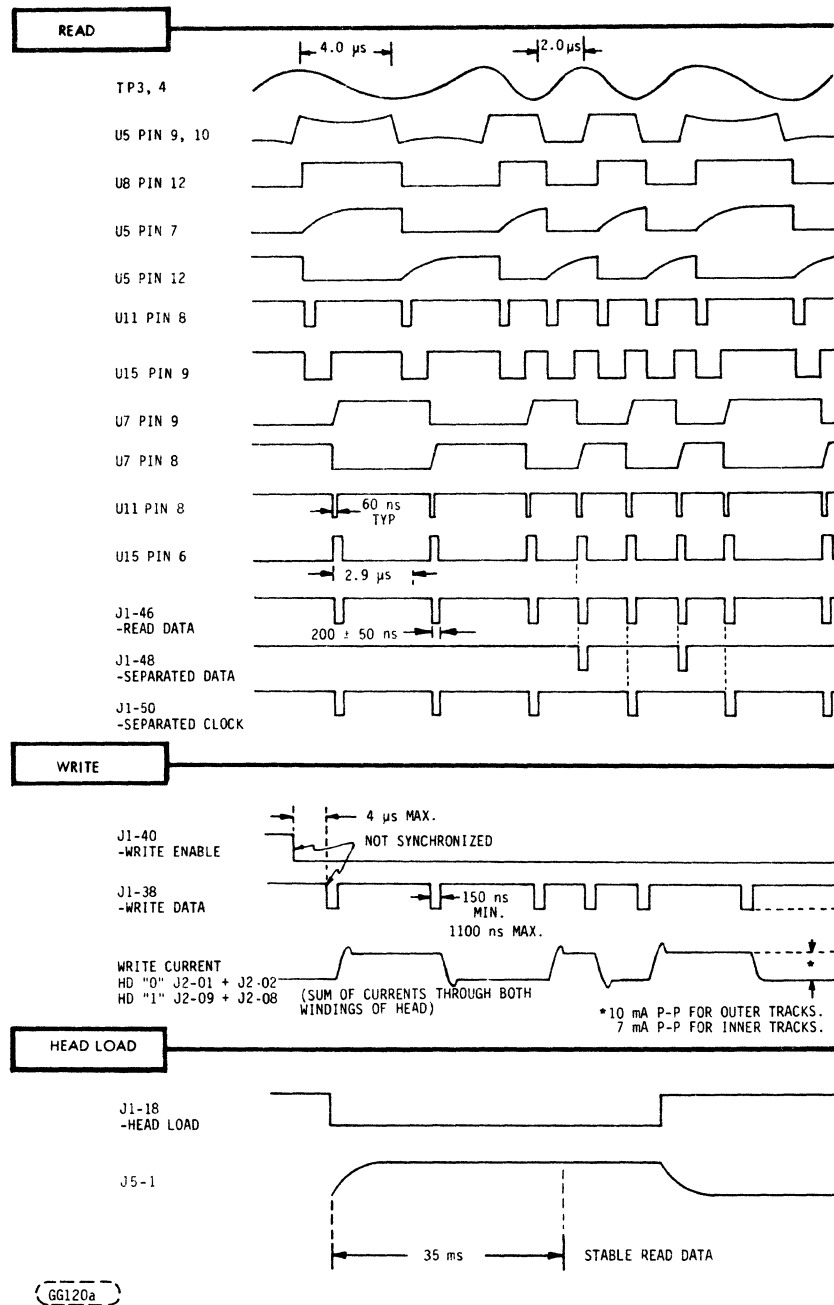 READ
4.0 µs
2.0 µs
TP3, 4
U5 PIN 9, 10
U8 PIN 12
U5 PIN 7
U5 PIN 12
U11 PIN 8
U15 PIN 9
U7 PIN 9
U7 PIN 8
U11 PIN 8
60 ns
TYP
U15 PIN 6
2.9 µs
J1-46
-READ DATA
200 ± 50 ns
J1-48
-SEPARATED DATA
J1-50
-SEPARATED CLOCK
WRITE
4 µs MAX.
J1-40
-WRITE ENABLE
NOT SYNCHRONIZED
J1-38
-WRITE DATA
150 ns
MIN.
1100 ns MAX.
WRITE CURRENT
HD "0" J2-01 + J2-02
HD "1" J2-09 + J2-08
(SUM OF CURRENTS THROUGH BOTH
WINDINGS OF HEAD)
*
*10 mA P-P FOR OUTER TRACKS.
7 mA P-P FOR INNER TRACKS.
HEAD LOAD
J1-18
-HEAD LOAD
J5-1
35 ms
STABLE READ DATA
GG120a